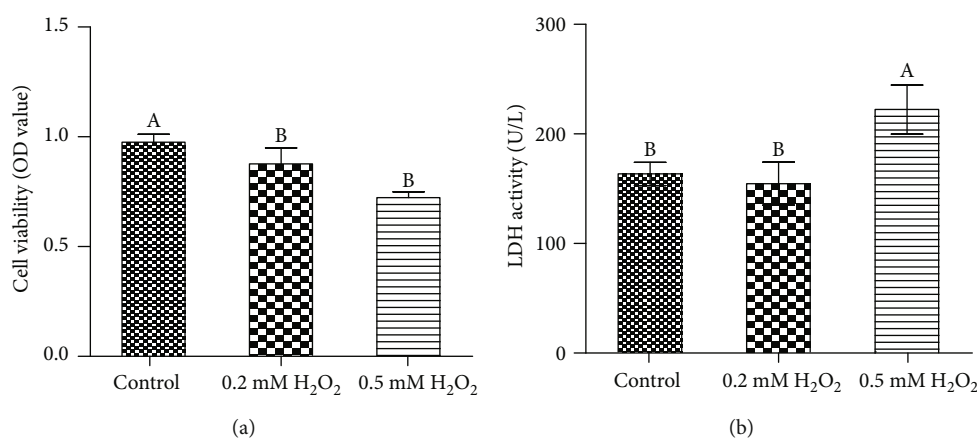 1.5
1.0
0.5
0.0
Cell viability (OD value)
A
B
B
Control
0.2 mM H₂O₂
0.5 mM H₂O₂
(a)
300
200
100
0
LDH activity (U/L)
B
B
A
Control
0.2 mM H₂O₂
0.5 mM H₂O₂
(b)